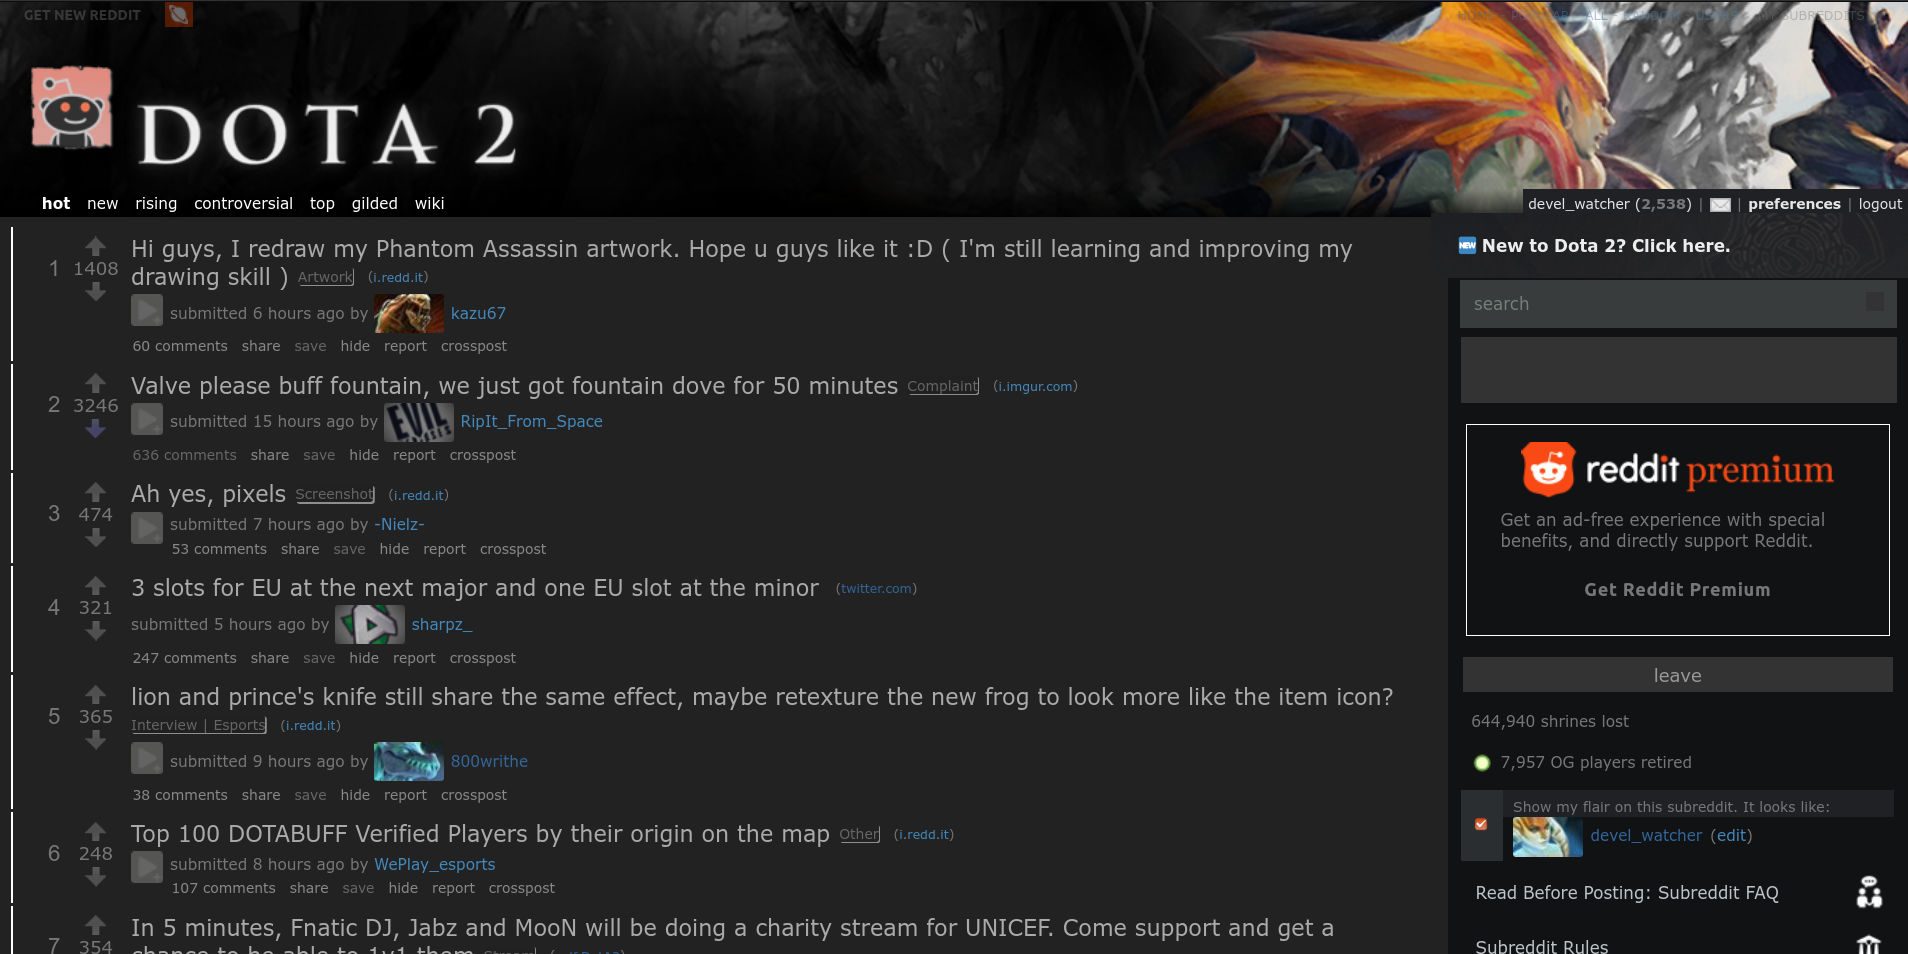 GET NEW REDDIT
MY SUBREDDITS
DOTA 2
hot new rising controversial top gilded wiki
devel_watcher (2,538) | | preferences | logout
1
1408
Hi guys, I redraw my Phantom Assassin artwork. Hope u guys like it :D ( I'm still learning and improving my
drawing skill ) Artwork (i.redd.it)
submitted 6 hours ago by kazu67
60 comments share save hide report crosspost
2
3246
Valve please buff fountain, we just got fountain dove for 50 minutes Complaint (i.imgur.com)
submitted 15 hours ago by EVIL RipIt_From_Space
636 comments share save hide report crosspost
3
474
Ah yes, pixels Screenshot (i.redd.it)
submitted 7 hours ago by -Nielz-
53 comments share save hide report crosspost
4
321
3 slots for EU at the next major and one EU slot at the minor (twitter.com)
submitted 5 hours ago by sharpz_
247 comments share save hide report crosspost
5
365
lion and prince's knife still share the same effect, maybe retexture the new frog to look more like the item icon?
Interview | Esports (i.redd.it)
submitted 9 hours ago by 800writhe
38 comments share save hide report crosspost
6
248
Top 100 DOTABUFF Verified Players by their origin on the map Other (i.redd.it)
submitted 8 hours ago by WePlay_esports
107 comments share save hide report crosspost
7
354
In 5 minutes, Fnatic DJ, Jabz and MooN will be doing a charity stream for UNICEF. Come support and get a
chance to be able to 1v1 them Stream
NEW New to Dota 2? Click here.
search
reddit premium
Get an ad-free experience with special
benefits, and directly support Reddit.
Get Reddit Premium
leave
644,940 shrines lost
7,957 OG players retired
Show my flair on this subreddit. It looks like:
devel_watcher (edit)
Read Before Posting: Subreddit FAQ
Subreddit Rules